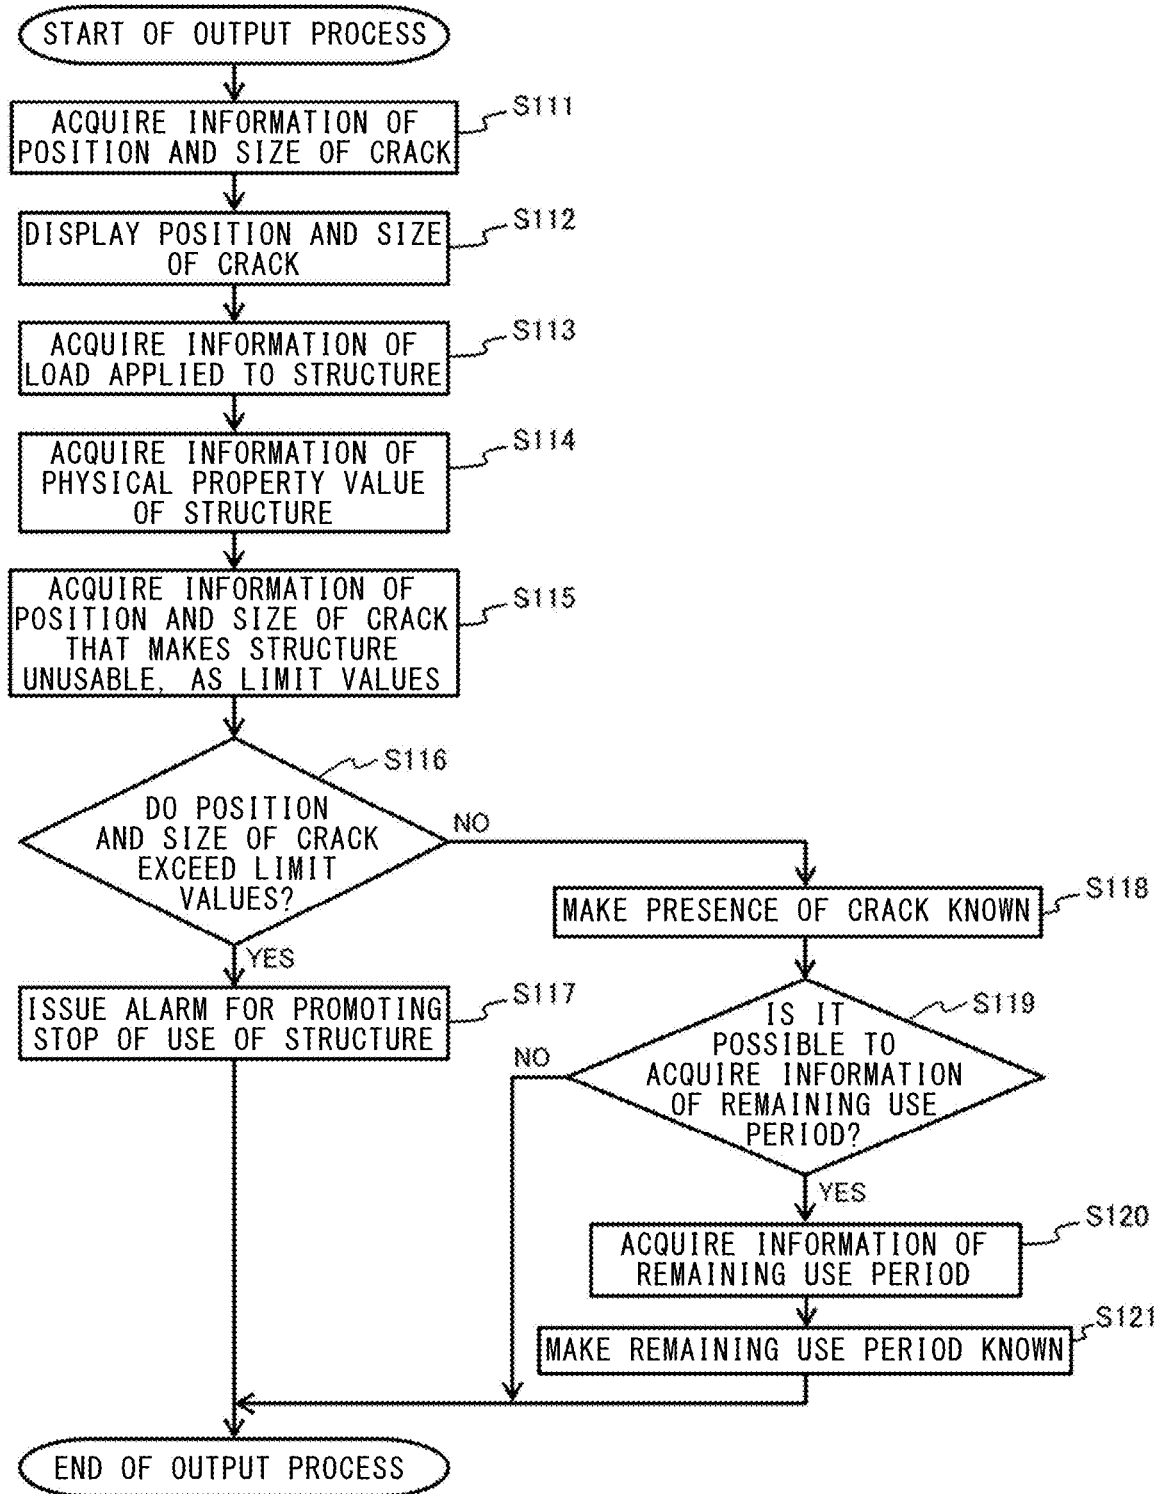 START OF OUTPUT PROCESS
S111
ACQUIRE INFORMATION OF
POSITION AND SIZE OF CRACK
S112
DISPLAY POSITION AND SIZE
OF CRACK
S113
ACQUIRE INFORMATION OF
LOAD APPLIED TO STRUCTURE
S114
ACQUIRE INFORMATION OF
PHYSICAL PROPERTY VALUE
OF STRUCTURE
S115
ACQUIRE INFORMATION OF
POSITION AND SIZE OF CRACK
THAT MAKES STRUCTURE
UNUSABLE, AS LIMIT VALUES
S116
DO POSITION
AND SIZE OF CRACK
EXCEED LIMIT
VALUES?
NO
YES
S117
ISSUE ALARM FOR PROMOTING
STOP OF USE OF STRUCTURE
S118
MAKE PRESENCE OF CRACK KNOWN
S119
IS IT
POSSIBLE TO
ACQUIRE INFORMATION
OF REMAINING USE
PERIOD?
NO
YES
S120
ACQUIRE INFORMATION OF
REMAINING USE PERIOD
S121
MAKE REMAINING USE PERIOD KNOWN
END OF OUTPUT PROCESS